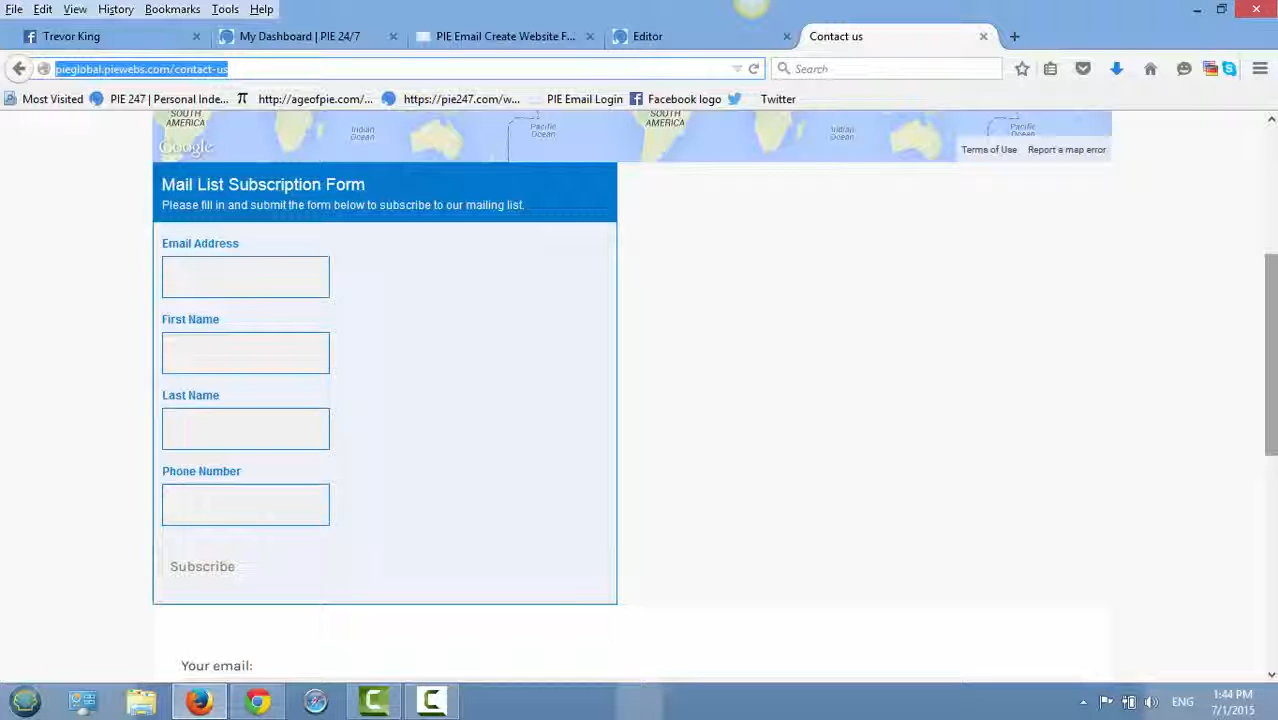 File Edit View History Bookmarks Tools Help
Trevor King
My Dashboard | PIE 24/7
PIE Email Create Website F...
Editor
Contact us
pieglobal.piewebs.com/contact-us
Search
Most Visited
PIE 247 | Personal Inde...
http://ageofpie.com/...
https://pie247.com/w...
PIE Email Login
Facebook logo
Twitter
SOUTH AMERICA
Indian Ocean
Pacific Ocean
SOUTH AMERICA
Indian Ocean
Pacific Ocean
Google
Terms of Use Report a map error
Mail List Subscription Form
Please fill in and submit the form below to subscribe to our mailing list.
Email Address
First Name
Last Name
Phone Number
Subscribe
Your email:
ENG
1:44 PM
7/1/2015